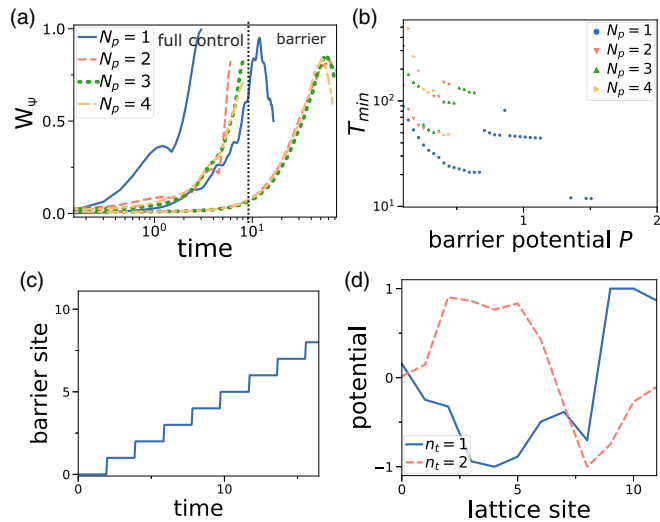 (a)
1.0
0.5
0.0
W_ψ
N_p = 1
N_p = 2
N_p = 3
N_p = 4
full control
barrier
10^0
10^1
time
(b)
T_min
10^2
10^1
N_p = 1
N_p = 2
N_p = 3
N_p = 4
0
1
2
barrier potential P
(c)
barrier site
10
5
0
0
10
time
(d)
potential
1
0
−1
n_t = 1
n_t = 2
0
5
10
lattice site